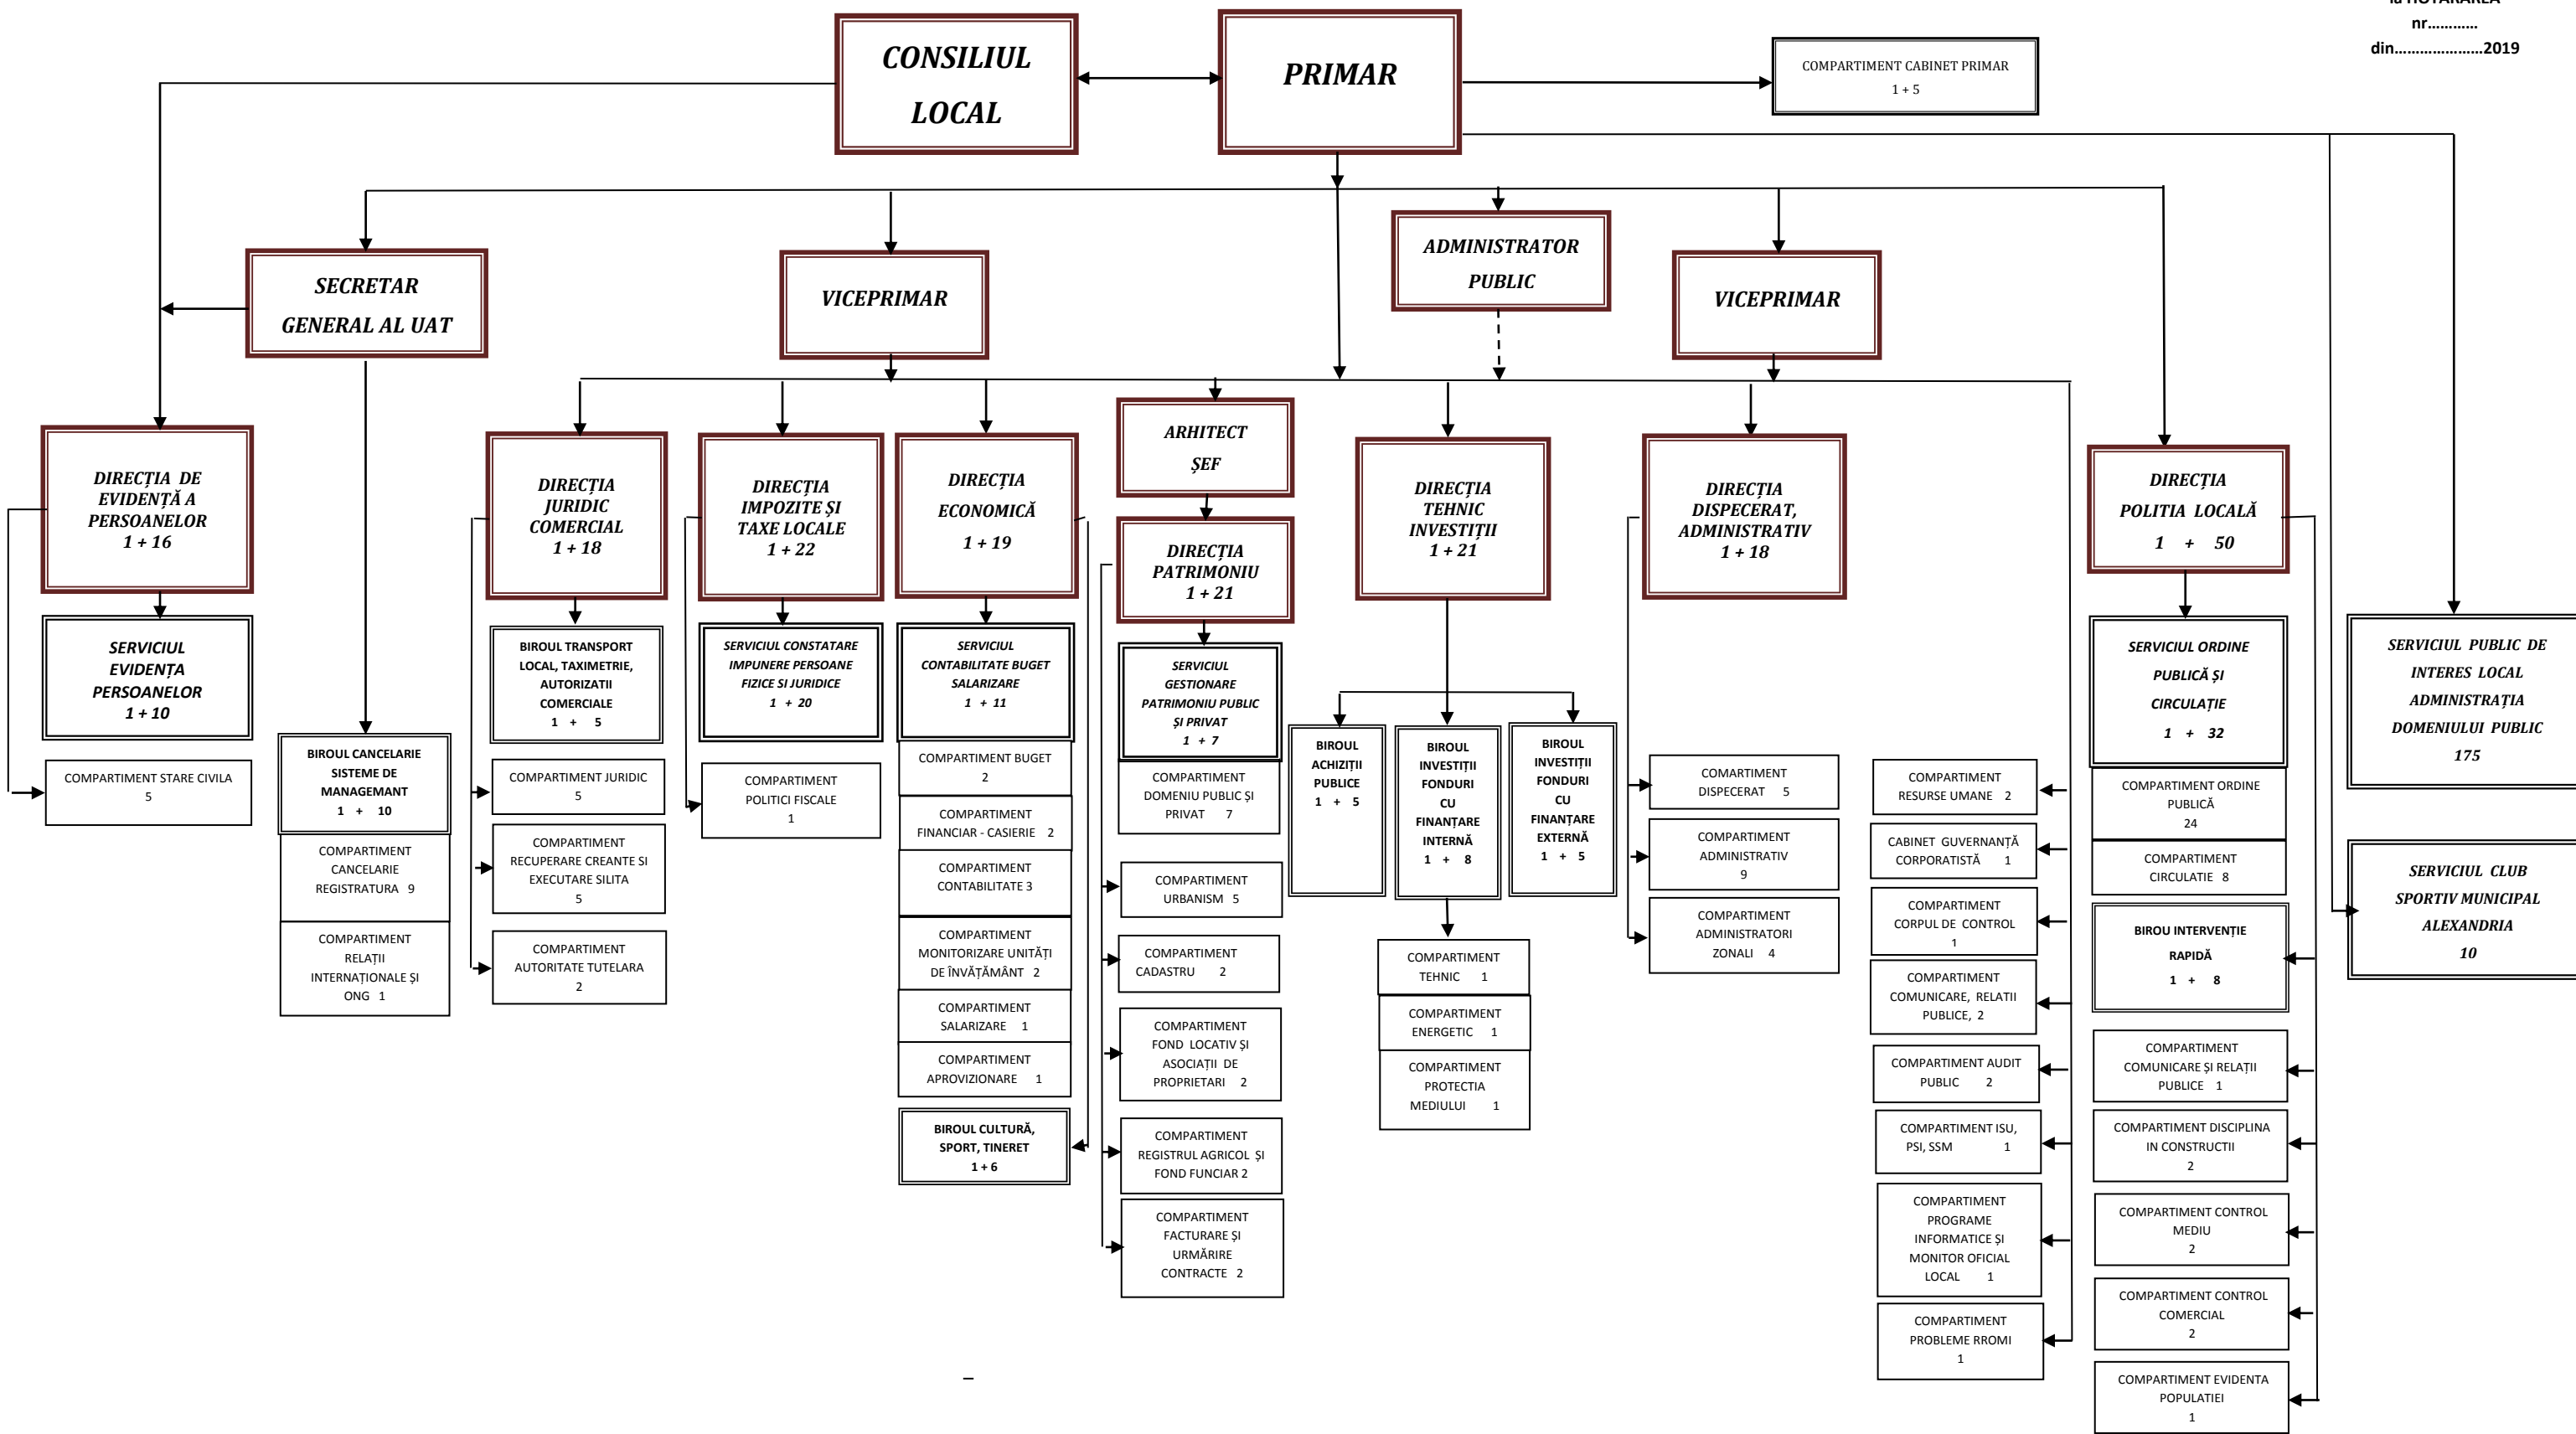 la HOTARAREA
nr............
din.....................2019
CONSILIUL
LOCAL
PRIMAR
COMPARTIMENT CABINET PRIMAR
1 + 5
SECRETAR
GENERAL AL UAT
VICEPRIMAR
ADMINISTRATOR
PUBLIC
VICEPRIMAR
DIRECȚIA DE
EVIDENȚĂ A
PERSOANELOR
1 + 16
SERVICIUL
EVIDENȚA
PERSOANELOR
1 + 10
COMPARTIMENT STARE CIVILA
5
BIROUL CANCELARIE
SISTEME DE
MANAGEMANT
1 + 10
COMPARTIMENT
CANCELARIE
REGISTRATURA 9
COMPARTIMENT
RELAȚII
INTERNAȚIONALE ȘI
ONG 1
DIRECȚIA
JURIDIC
COMERCIAL
1 + 18
BIROUL TRANSPORT
LOCAL, TAXIMETRIE,
AUTORIZATII
COMERCIALE
1 + 5
COMPARTIMENT JURIDIC
5
COMPARTIMENT
RECUPERARE CREANTE SI
EXECUTARE SILITA
5
COMPARTIMENT
AUTORITATE TUTELARA
2
DIRECȚIA
IMPOZITE ȘI
TAXE LOCALE
1 + 22
SERVICIUL CONSTATARE
IMPUNERE PERSOANE
FIZICE SI JURIDICE
1 + 20
COMPARTIMENT
POLITICI FISCALE
1
DIRECȚIA
ECONOMICĂ
1 + 19
SERVICIUL
CONTABILITATE BUGET
SALARIZARE
1 + 11
COMPARTIMENT BUGET
2
COMPARTIMENT
FINANCIAR - CASIERIE 2
COMPARTIMENT
CONTABILITATE 3
COMPARTIMENT
MONITORIZARE UNITĂȚI
DE ÎNVĂȚĂMÂNT 2
COMPARTIMENT
SALARIZARE 1
COMPARTIMENT
APROVIZIONARE 1
BIROUL CULTURĂ,
SPORT, TINERET
1 + 6
ARHITECT
ȘEF
DIRECȚIA
PATRIMONIU
1 + 21
SERVICIUL
GESTIONARE
PATRIMONIU PUBLIC
ȘI PRIVAT
1 + 7
COMPARTIMENT
DOMENIU PUBLIC ȘI
PRIVAT 7
COMPARTIMENT
URBANISM 5
COMPARTIMENT
CADASTRU 2
COMPARTIMENT
FOND LOCATIV ȘI
ASOCIAȚII DE
PROPRIETARI 2
COMPARTIMENT
REGISTRUL AGRICOL ȘI
FOND FUNCIAR 2
COMPARTIMENT
FACTURARE ȘI
URMĂRIRE
CONTRACTE 2
DIRECȚIA
TEHNIC
INVESTIȚII
1 + 21
BIROUL
ACHIZIȚII
PUBLICE
1 + 5
BIROUL
INVESTIȚII
FONDURI
CU
FINANȚARE
INTERNĂ
1 + 8
BIROUL
INVESTIȚII
FONDURI
CU
FINANȚARE
EXTERNĂ
1 + 5
COMPARTIMENT
TEHNIC 1
COMPARTIMENT
ENERGETIC 1
COMPARTIMENT
PROTECTIA
MEDIULUI 1
DIRECȚIA
DISPECERAT,
ADMINISTRATIV
1 + 18
COMARTIMENT
DISPECERAT 5
COMPARTIMENT
ADMINISTRATIV
9
COMPARTIMENT
ADMINISTRATORI
ZONALI 4
COMPARTIMENT
RESURSE UMANE 2
CABINET GUVERNANȚĂ
CORPORATISTĂ 1
COMPARTIMENT
CORPUL DE CONTROL
1
COMPARTIMENT
COMUNICARE, RELATII
PUBLICE, 2
COMPARTIMENT AUDIT
PUBLIC 2
COMPARTIMENT ISU,
PSI, SSM 1
COMPARTIMENT
PROGRAME
INFORMATICE ȘI
MONITOR OFICIAL
LOCAL 1
COMPARTIMENT
PROBLEME RROMI
1
DIRECȚIA
POLITIA LOCALĂ
1 + 50
SERVICIUL ORDINE
PUBLICĂ ȘI
CIRCULAȚIE
1 + 32
COMPARTIMENT ORDINE
PUBLICĂ
24
COMPARTIMENT
CIRCULATIE 8
BIROU INTERVENȚIE
RAPIDĂ
1 + 8
COMPARTIMENT
COMUNICARE ȘI RELAȚII
PUBLICE 1
COMPARTIMENT DISCIPLINA
IN CONSTRUCTII
2
COMPARTIMENT CONTROL
MEDIU
2
COMPARTIMENT CONTROL
COMERCIAL
2
COMPARTIMENT EVIDENTA
POPULATIEI
1
SERVICIUL PUBLIC DE
INTERES LOCAL
ADMINISTRAȚIA
DOMENIULUI PUBLIC
175
SERVICIUL CLUB
SPORTIV MUNICIPAL
ALEXANDRIA
10
_